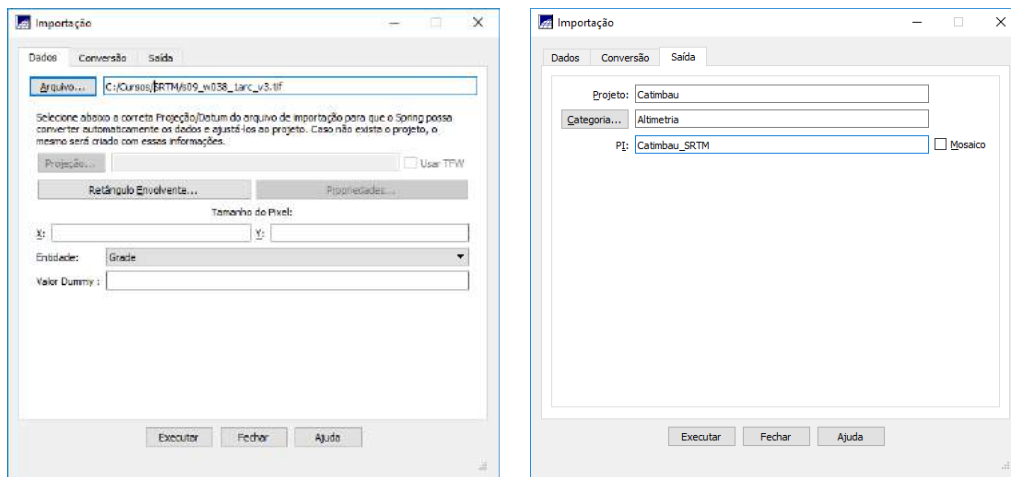 Importação
Dados Conversão Saída
Arquivo... C:/Cursos/SRTM/s09_w038_1arc_v3.tif
Selecione abaixo a correta Projeção/Datum do arquivo de importação para que o Spring possa
converter automaticamente os dados e ajustá-los ao projeto. Caso não exista o projeto, o
mesmo será criado com essas informações.
Projeção... Usar TFW
Retângulo Envolvente... Propriedades...
Tamanho do Pixel:
X: Y:
Entidade: Grade
Valor Dummy :
Executar Fechar Ajuda
Importação
Dados Conversão Saída
Projeto: Catimbau
Categoria... Altimetria
PI: Catimbau_SRTM Mosaico
Executar Fechar Ajuda